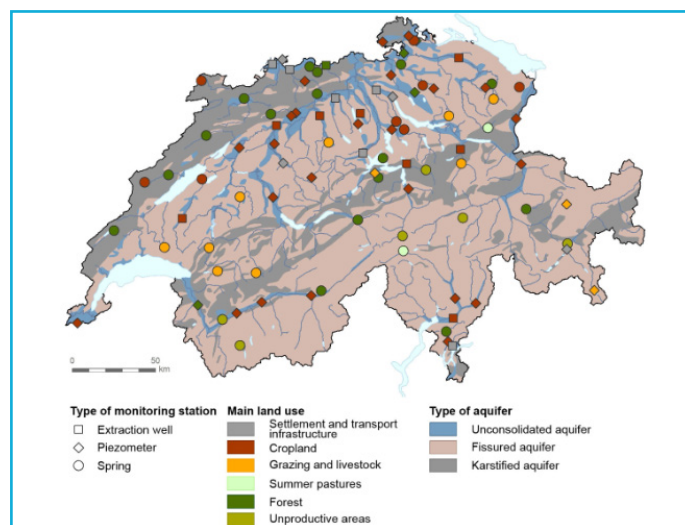 0 50
km
Type of monitoring station
Extraction well
Piezometer
Spring
Main land use
Settlement and transport
infrastructure
Cropland
Grazing and livestock
Summer pastures
Forest
Unproductive areas
Type of aquifer
Unconsolidated aquifer
Fissured aquifer
Karstified aquifer